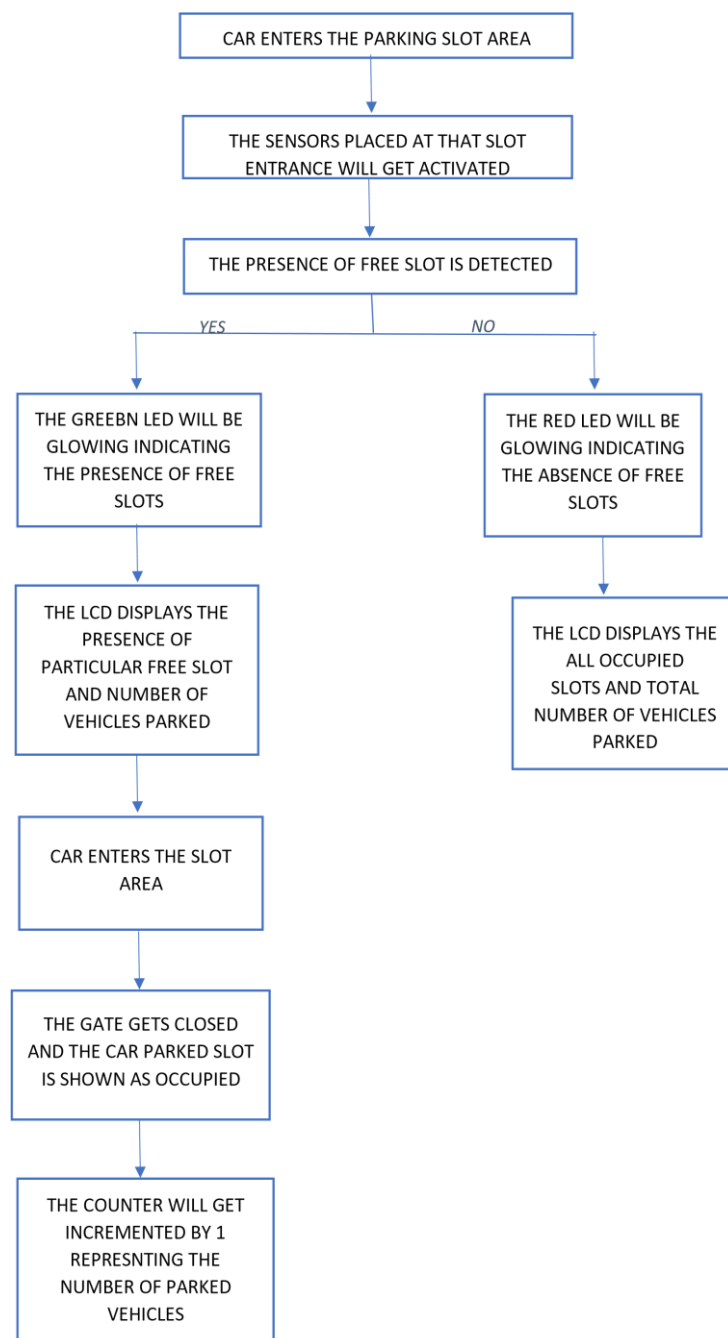 CAR ENTERS THE PARKING SLOT AREA
THE SENSORS PLACED AT THAT SLOT
ENTRANCE WILL GET ACTIVATED
THE PRESENCE OF FREE SLOT IS DETECTED
YES
NO
THE GREEBN LED WILL BE
GLOWING INDICATING
THE PRESENCE OF FREE
SLOTS
THE RED LED WILL BE
GLOWING INDICATING
THE ABSENCE OF FREE
SLOTS
THE LCD DISPLAYS THE
PRESENCE OF
PARTICULAR FREE SLOT
AND NUMBER OF
VEHICLES PARKED
THE LCD DISPLAYS THE
ALL OCCUPIED
SLOTS AND TOTAL
NUMBER OF VEHICLES
PARKED
CAR ENTERS THE SLOT
AREA
THE GATE GETS CLOSED
AND THE CAR PARKED SLOT
IS SHOWN AS OCCUPIED
THE COUNTER WILL GET
INCREMENTED BY 1
REPRESNTING THE
NUMBER OF PARKED
VEHICLES